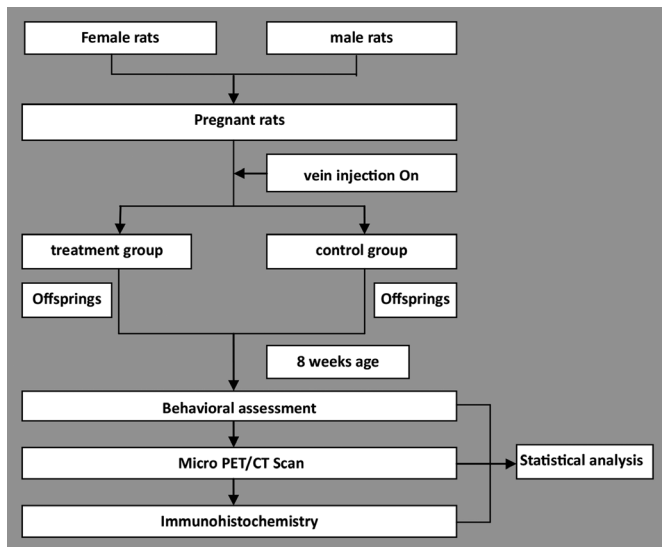 Female rats
male rats
Pregnant rats
vein injection On
treatment group
control group
Offsprings
Offsprings
8 weeks age
Behavioral assessment
Micro PET/CT Scan
Statistical analysis
Immunohistochemistry